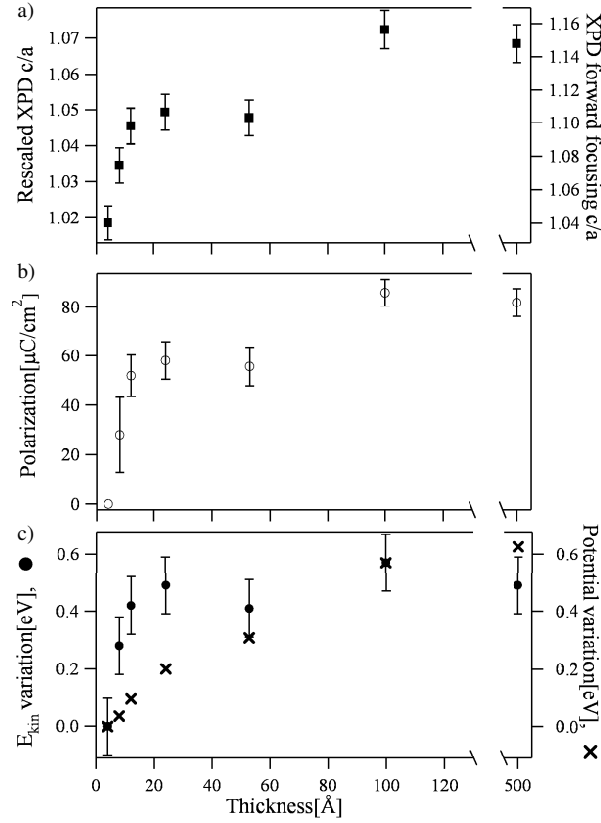 a)
Rescaled XPD c/a
1.07
1.06
1.05
1.04
1.03
1.02
1.16
1.14
1.12
1.10
1.08
1.06
1.04
XPD forward focusing c/a
b)
Polarization[μC/cm²]
80
60
40
20
0
c)
E_kin variation[eV], ●
0.6
0.4
0.2
0.0
0.6
0.4
0.2
0.0
Potential variation[eV], ×
0 20 40 60 80 100 120 500
Thickness[Å]